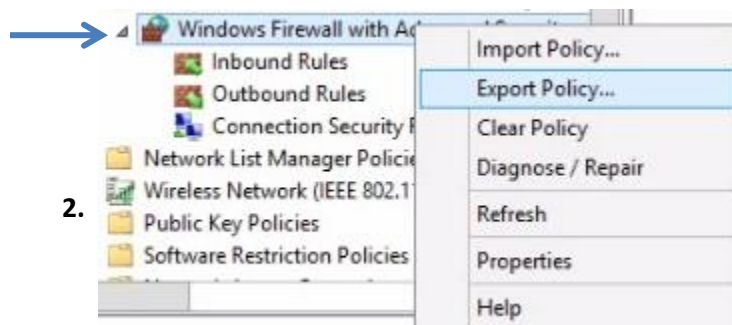 Windows Firewall with Ad
Inbound Rules
Outbound Rules
Connection Security
Network List Manager Policie
Wireless Network (IEEE 802.1
2.
Public Key Policies
Software Restriction Policies
Import Policy...
Export Policy...
Clear Policy
Diagnose / Repair
Refresh
Properties
Help